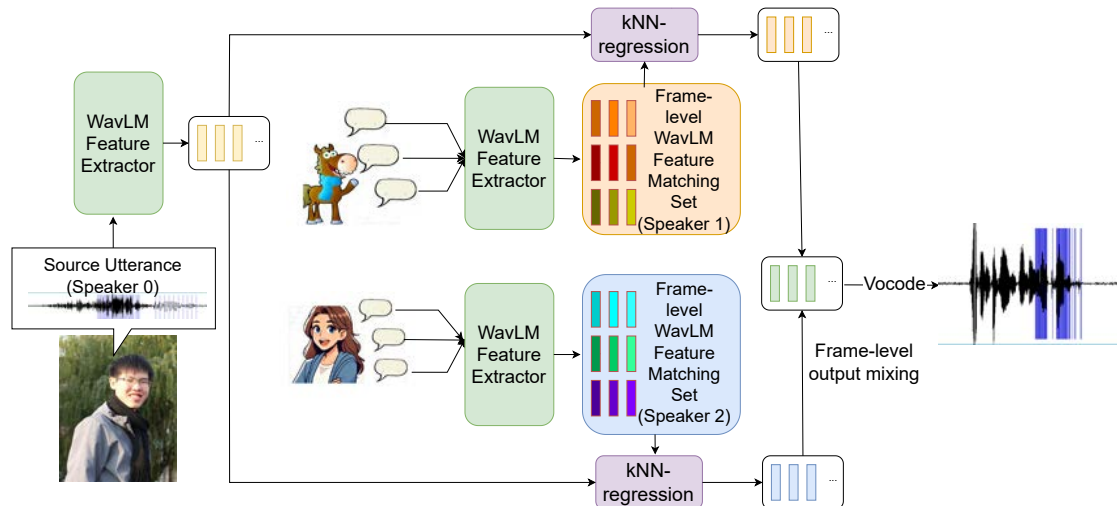 WavLM
Feature
Extractor
...
Source Utterance
(Speaker 0)
WavLM
Feature
Extractor
Frame-
level
WavLM
Feature
Matching
Set
(Speaker 1)
kNN-
regression
...
WavLM
Feature
Extractor
Frame-
level
WavLM
Feature
Matching
Set
(Speaker 2)
kNN-
regression
...
...
Frame-level
output mixing
Vocode